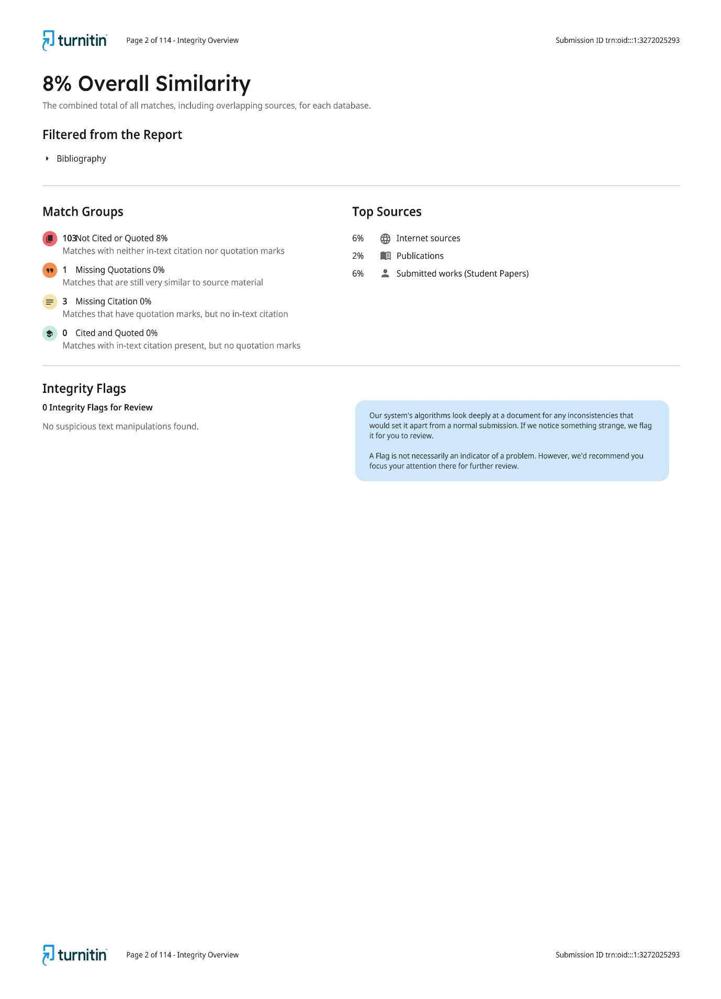 turnitin Page 2 of 114 - Integrity Overview Submission ID trn:oid:::1:3272025293
8% Overall Similarity
The combined total of all matches, including overlapping sources, for each database.
Filtered from the Report
Bibliography
Match Groups
103 Not Cited or Quoted 8%
Matches with neither in-text citation nor quotation marks
1 Missing Quotations 0%
Matches that are still very similar to source material
3 Missing Citation 0%
Matches that have quotation marks, but no in-text citation
0 Cited and Quoted 0%
Matches with in-text citation present, but no quotation marks
Top Sources
6% Internet sources
2% Publications
6% Submitted works (Student Papers)
Integrity Flags
0 Integrity Flags for Review
No suspicious text manipulations found.
Our system's algorithms look deeply at a document for any inconsistencies that
would set it apart from a normal submission. If we notice something strange, we flag
it for you to review.
A Flag is not necessarily an indicator of a problem. However, we'd recommend you
focus your attention there for further review.
turnitin Page 2 of 114 - Integrity Overview Submission ID trn:oid:::1:3272025293